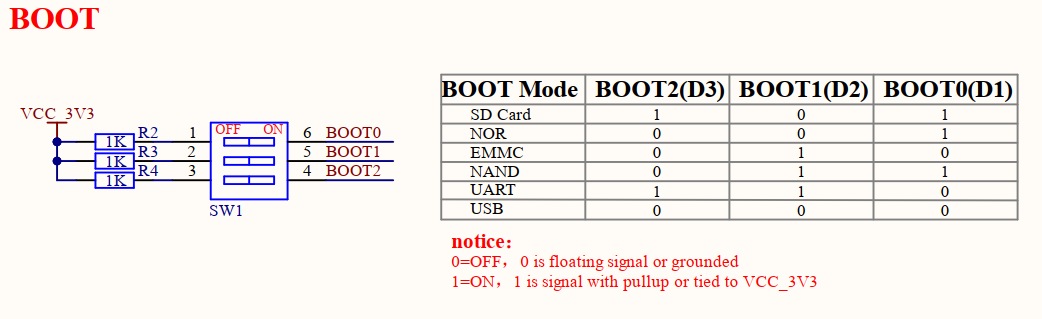 BOOT
VCC_3V3
R2
R3
R4
1K
1K
1K
1
2
3
OFF ON
6 BOOT0
5 BOOT1
4 BOOT2
SW1
BOOT Mode BOOT2(D3) BOOT1(D2) BOOT0(D1)
SD Card 1 0 1
NOR 0 0 1
EMMC 0 1 0
NAND 0 1 1
UART 1 1 0
USB 0 0 0
notice：
0=OFF，0 is floating signal or grounded
1=ON，1 is signal with pullup or tied to VCC_3V3